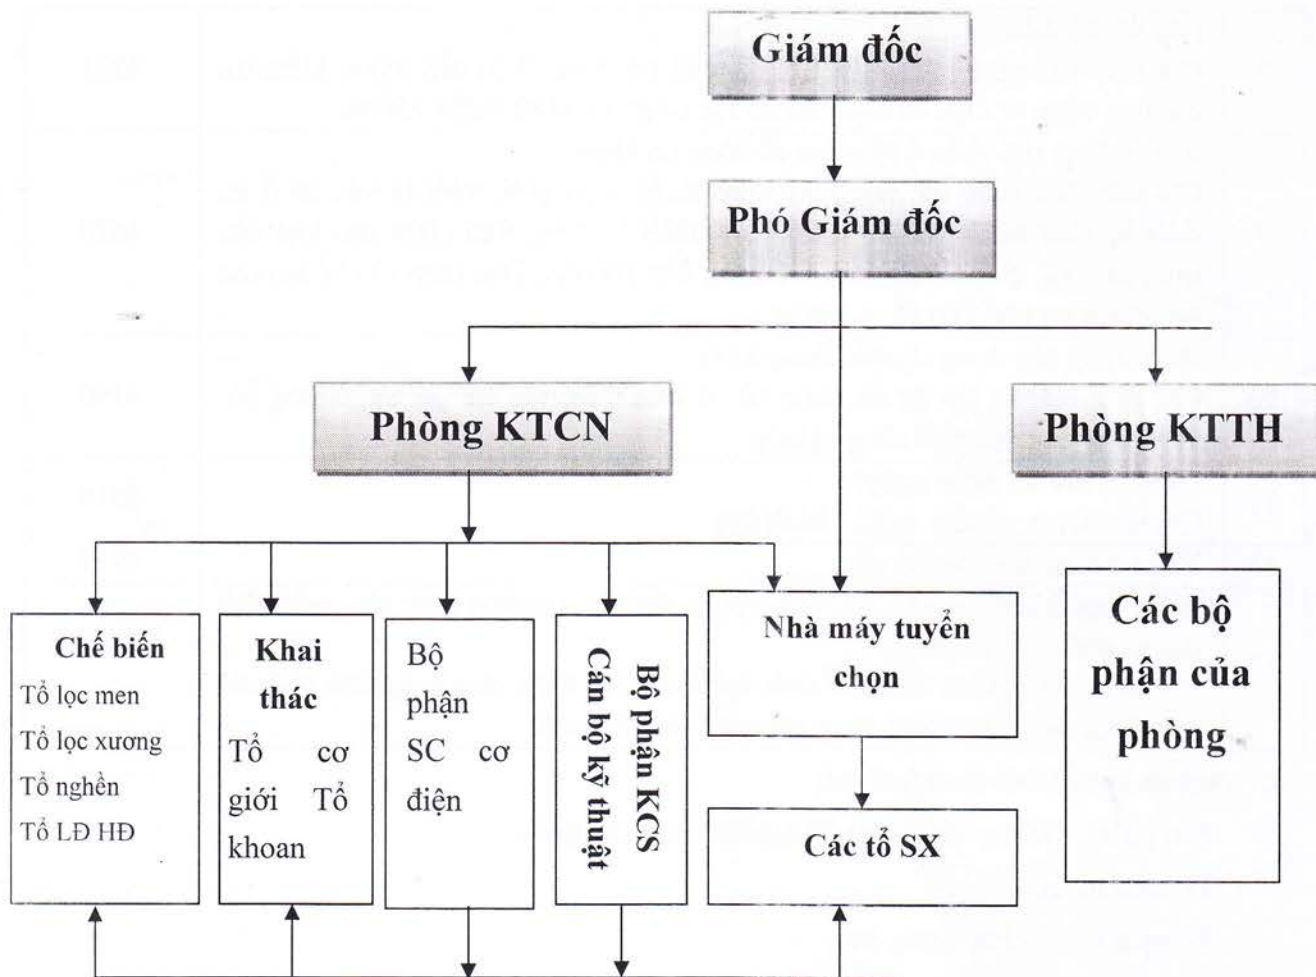 Giám đốc
Phó Giám đốc
Phòng KTCN
Phòng KTTH
Chế biến
Tổ lọc men
Tổ lọc xương
Tổ nghền
Tổ LĐ HĐ
Khai
thác
Tổ cơ
giới Tổ
khoan
Bộ
phận
SC cơ
điện
Bộ phận KCS
Cán bộ kỹ thuật
Nhà máy tuyển
chọn
Các tổ SX
Các bộ
phận của
phòng